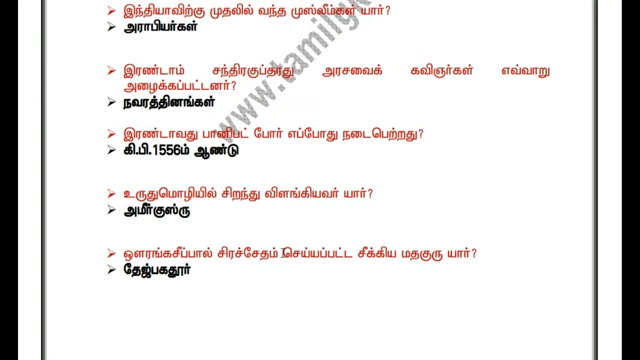 ➢ இந்தியாவிற்கு முதலில் வந்த முஸ்லீம்கள் யார்?
➢ அராபியர்கள்
➢ இரண்டாம் சந்திரகுப்தரது அரசவைக் கவிஞர்கள் எவ்வாறு
அழைக்கப்பட்டனர்?
➢ நவரத்தினங்கள்
➢ இரண்டாவது பானிபட் போர் எப்போது நடைபெற்றது?
➢ கி.பி.1556ம் ஆண்டு
➢ உருதுமொழியில் சிறந்து விளங்கியவர் யார்?
➢ அமீர்குஸ்ரு
➢ ஔரங்கசீப்பால் சிரச்சேதம் செய்யப்பட்ட சீக்கிய மதகுரு யார்?
➢ தேஜ்பகதூர்
www.tamilgk